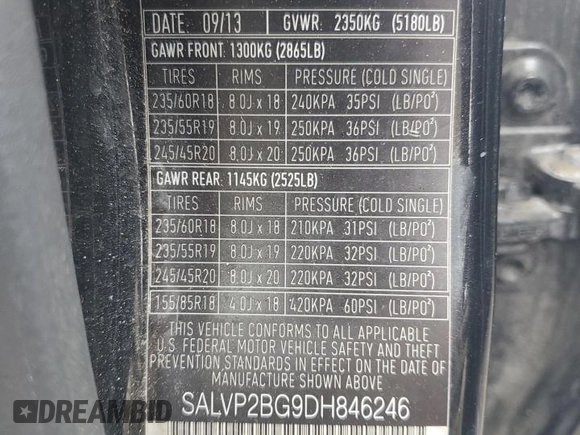 DATE: 09/13 GVWR: 2350KG (5180LB)
GAWR FRONT: 1300KG (2865LB)
TIRES RIMS PRESSURE (COLD SINGLE)
235/60R18 8.0J x 18 240KPA 35PSI (LB/PO²)
235/55R19 8.0J x 19 250KPA 36PSI (LB/PO²)
245/45R20 8.0J x 20 250KPA 36PSI (LB/PO²)
GAWR REAR: 1145KG (2525LB)
TIRES RIMS PRESSURE (COLD SINGLE)
235/60R18 8.0J x 18 210KPA 31PSI (LB/PO²)
235/55R19 8.0J x 19 220KPA 32PSI (LB/PO²)
245/45R20 8.0J x 20 220KPA 32PSI (LB/PO²)
155/85R18 4.0J x 18 420KPA 60PSI (LB/PO²)
THIS VEHICLE CONFORMS TO ALL APPLICABLE
U.S. FEDERAL MOTOR VEHICLE SAFETY AND THEFT
PREVENTION STANDARDS IN EFFECT ON THE DATE OF
MANUFACTURE SHOWN ABOVE
SALVP2BG9DH846246
DEALERS
AUCTION HISTORY